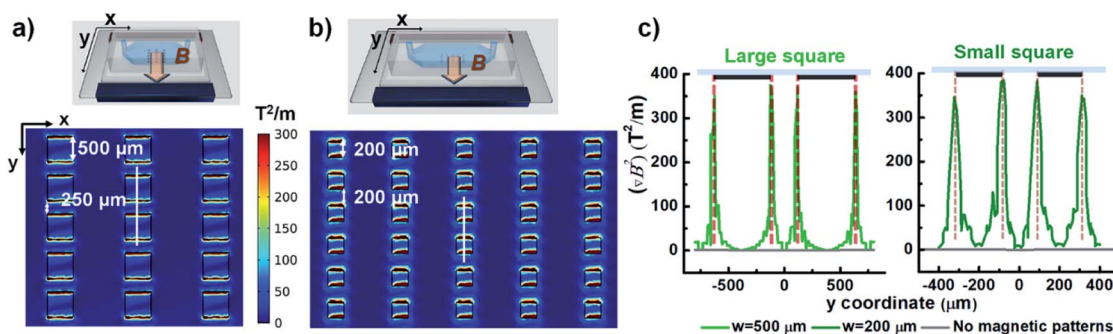 a)
x
y
B
b)
x
y
B
c)
x
y
T²/m
500 μm
250 μm
300
250
200
150
100
50
0
200 μm
200 μm
Large square
Small square
(∇B²) (T²/m)
400
300
200
100
0
-500 0 500
400
300
200
100
0
-400 -200 0 200 400
y coordinate (μm)
w=500 μm w=200 μm No magnetic patterns